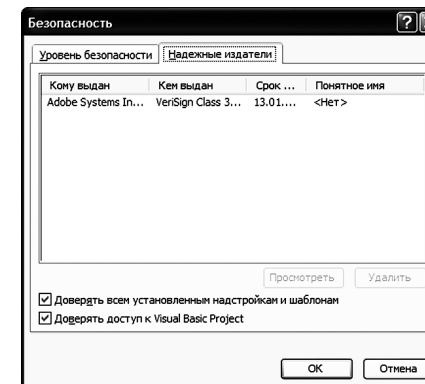 Безопасность
Уровень безопасности Надежные издатели
Кому выдан Кем выдан Срок ... Понятное имя
Adobe Systems In... VeriSign Class 3... 13.01.... <Нет>
Просмотреть Удалить
Доверять всем установленным надстройкам и шаблонам
Доверять доступ к Visual Basic Project
OK Отмена